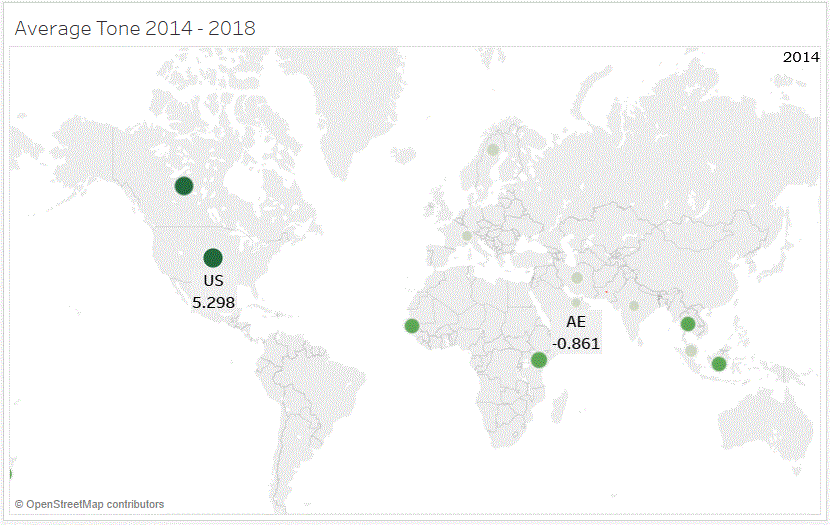 Average Tone 2014 - 2018
2014
US
5.298
AE
-0.861
© OpenStreetMap contributors